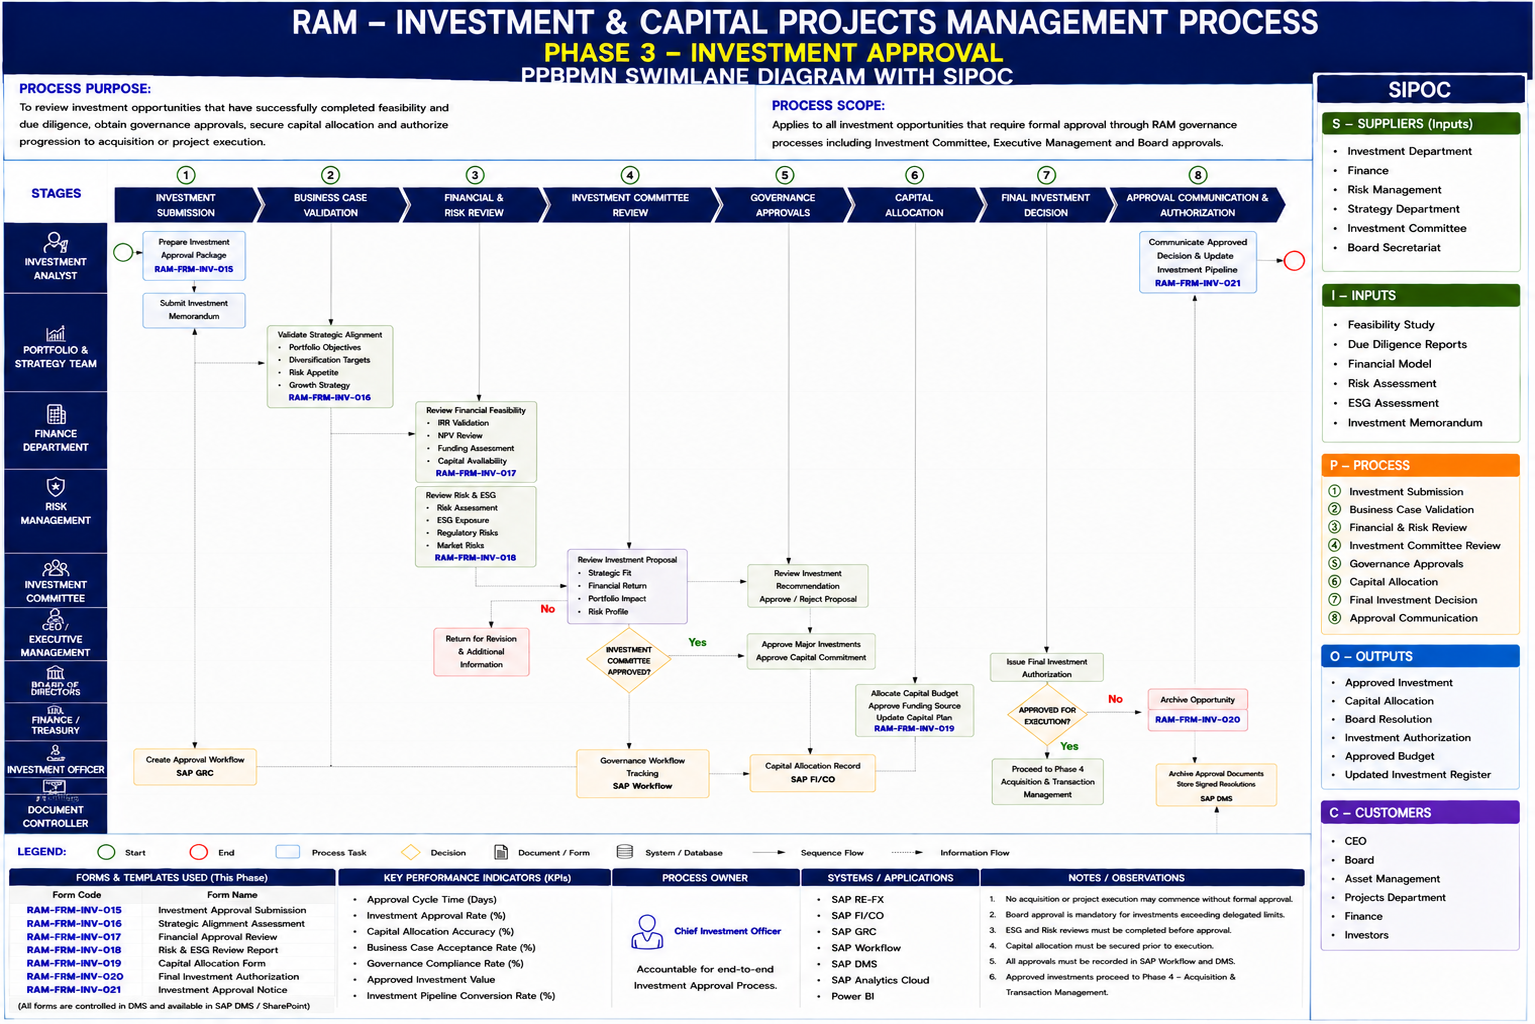 RAM – INVESTMENT & CAPITAL PROJECTS MANAGEMENT PROCESS
PHASE 3 – INVESTMENT APPROVAL
PPBPMN SWIMLANE DIAGRAM WITH SIPOC
PROCESS PURPOSE:
To review investment opportunities that have successfully completed feasibility and
due diligence, obtain governance approvals, secure capital allocation and authorize
progression to acquisition or project execution.
PROCESS SCOPE:
Applies to all investment opportunities that require formal approval through RAM governance
processes including Investment Committee, Executive Management and Board approvals.
STAGES
1
INVESTMENT
SUBMISSION
2
BUSINESS CASE
VALIDATION
3
FINANCIAL &
RISK REVIEW
4
INVESTMENT COMMITTEE
REVIEW
5
GOVERNANCE
APPROVALS
6
CAPITAL
ALLOCATION
7
FINAL INVESTMENT
DECISION
8
APPROVAL COMMUNICATION &
AUTHORIZATION
INVESTMENT
ANALYST
Prepare Investment
Approval Package
RAM-FRM-INV-015
Submit Investment
Memorandum
Communicate Approved
Decision & Update
Investment Pipeline
RAM-FRM-INV-021
PORTFOLIO &
STRATEGY TEAM
Validate Strategic Alignment
• Portfolio Objectives
• Diversification Targets
• Risk Appetite
• Growth Strategy
RAM-FRM-INV-016
FINANCE
DEPARTMENT
Review Financial Feasibility
• IRR Validation
• NPV Review
• Funding Assessment
• Capital Availability
RAM-FRM-INV-017
RISK
MANAGEMENT
Review Risk & ESG
• Risk Assessment
• ESG Exposure
• Regulatory Risks
• Market Risks
RAM-FRM-INV-018
INVESTMENT
COMMITTEE
Review Investment Proposal
• Strategic Fit
• Financial Return
• Portfolio Impact
• Risk Profile
Review Investment
Recommendation
Approve / Reject Proposal
No
CEO /
EXECUTIVE
MANAGEMENT
Return for Revision
& Additional
Information
INVESTMENT
COMMITTEE
APPROVED?
Yes
Approve Major Investments
Approve Capital Commitment
Issue Final Investment
Authorization
BOARD OF
DIRECTORS
Allocate Capital Budget
Approve Funding Source
Update Capital Plan
RAM-FRM-INV-019
APPROVED FOR
EXECUTION?
No
Yes
Archive Opportunity
RAM-FRM-INV-020
FINANCE /
TREASURY
INVESTMENT OFFICER
Create Approval Workflow
SAP GRC
Governance Workflow
Tracking
SAP Workflow
Capital Allocation Record
SAP FI/CO
Proceed to Phase 4
Acquisition & Transaction
Management
Archive Approval Documents
Store Signed Resolutions
SAP DMS
DOCUMENT
CONTROLLER
LEGEND:
Start
End
Process Task
Decision
Document / Form
System / Database
Sequence Flow
Information Flow
FORMS & TEMPLATES USED (This Phase)
Form Code Form Name
RAM-FRM-INV-015 Investment Approval Submission
RAM-FRM-INV-016 Strategic Alignment Assessment
RAM-FRM-INV-017 Financial Approval Review
RAM-FRM-INV-018 Risk & ESG Review Report
RAM-FRM-INV-019 Capital Allocation Form
RAM-FRM-INV-020 Final Investment Authorization
RAM-FRM-INV-021 Investment Approval Notice
(All forms are controlled in DMS and available in SAP DMS / SharePoint)
KEY PERFORMANCE INDICATORS (KPIs)
• Approval Cycle Time (Days)
• Investment Approval Rate (%)
• Capital Allocation Accuracy (%)
• Business Case Acceptance Rate (%)
• Governance Compliance Rate (%)
• Approved Investment Value
• Investment Pipeline Conversion Rate (%)
PROCESS OWNER
Chief Investment Officer
Accountable for end-to-end
Investment Approval Process.
SYSTEMS / APPLICATIONS
• SAP RE-FX
• SAP FI/CO
• SAP GRC
• SAP Workflow
• SAP DMS
• SAP Analytics Cloud
• Power BI
NOTES / OBSERVATIONS
1. No acquisition or project execution may commence without formal approval.
2. Board approval is mandatory for investments exceeding delegated limits.
3. ESG and Risk reviews must be completed before approval.
4. Capital allocation must be secured prior to execution.
5. All approvals must be recorded in SAP Workflow and DMS.
6. Approved investments proceed to Phase 4 – Acquisition &
Transaction Management.
SIPOC
S – SUPPLIERS (Inputs)
• Investment Department
• Finance
• Risk Management
• Strategy Department
• Investment Committee
• Board Secretariat
I – INPUTS
• Feasibility Study
• Due Diligence Reports
• Financial Model
• Risk Assessment
• ESG Assessment
• Investment Memorandum
P – PROCESS
1 Investment Submission
2 Business Case Validation
3 Financial & Risk Review
4 Investment Committee Review
5 Governance Approvals
6 Capital Allocation
7 Final Investment Decision
8 Approval Communication
O – OUTPUTS
• Approved Investment
• Capital Allocation
• Board Resolution
• Investment Authorization
• Approved Budget
• Updated Investment Register
C – CUSTOMERS
• CEO
• Board
• Asset Management
• Projects Department
• Finance
• Investors